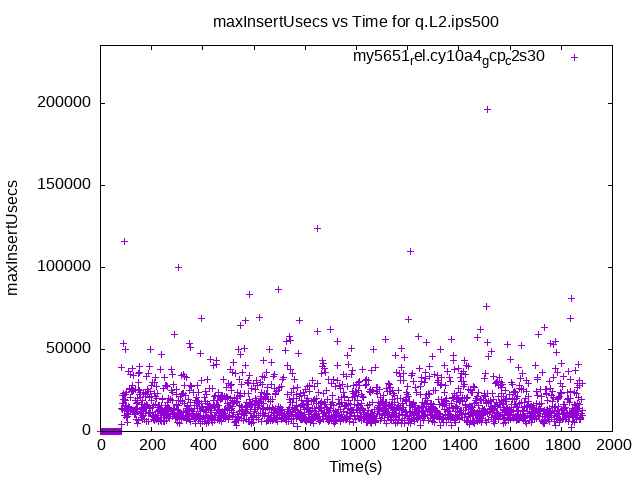 maxInsertUsecs vs Time for q.L2.ips500
my5651rel.cy10a4gcpc2s30
200000
150000
100000
50000
0
maxInsertUsecs
0 200 400 600 800 1000 1200 1400 1600 1800 2000
Time(s)